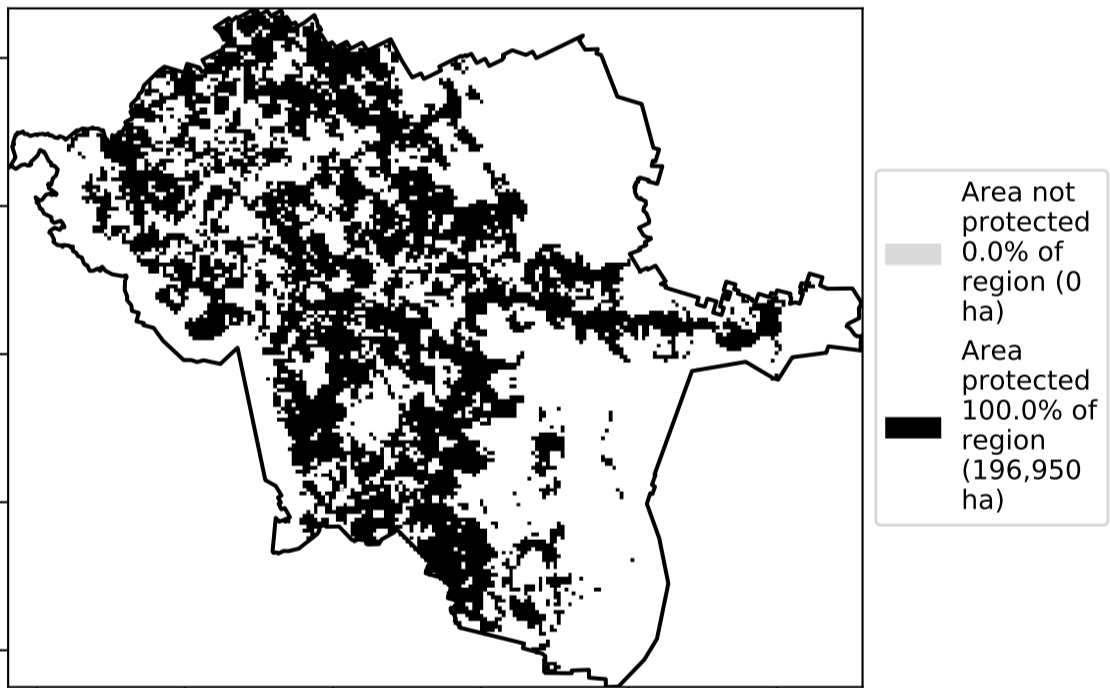 Area not
protected
0.0% of
region (0
ha)
Area
protected
100.0% of
region
(196,950
ha)